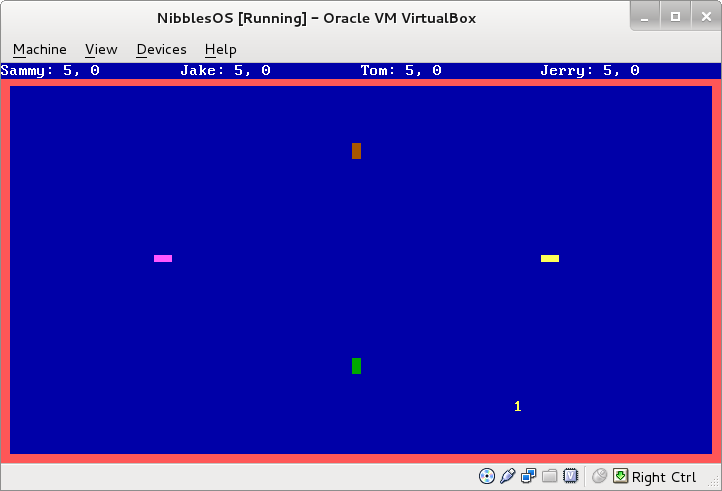 NibblesOS [Running] - Oracle VM VirtualBox
Machine View Devices Help
Sammy: 5, 0 Jake: 5, 0 Tom: 5, 0 Jerry: 5, 0
1
Right Ctrl